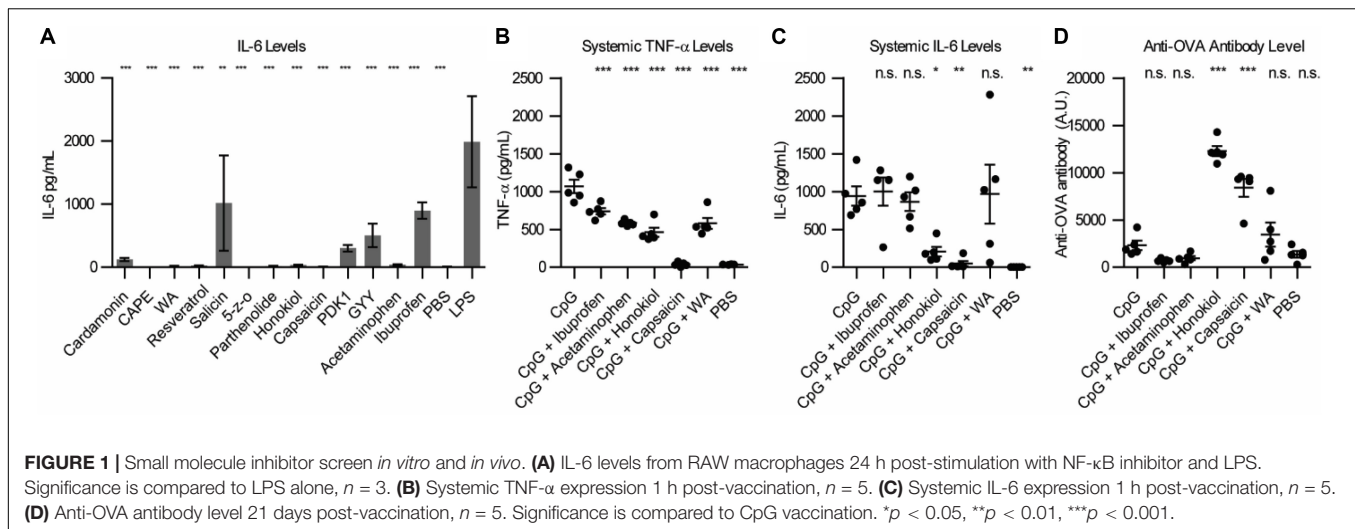 A
IL-6 Levels
*** *** *** *** ** *** *** *** *** *** *** *** *** ***
3000
2000
1000
0
IL-6 pg/mL
Cardamonin
CAPE
WA
Resveratrol
Salicin
5-z-o
Parthenolide
Honokiol
Capsaicin
PDK1
GYY
Acetaminophen
Ibuprofen
PBS
LPS
B
Systemic TNF-α Levels
*** *** *** *** *** ***
2500
2000
1500
1000
500
0
TNF-α (pg/mL)
CpG
CpG + Ibuprofen
CpG + Acetaminophen
CpG + Honokiol
CpG + Capsaicin
CpG + WA
PBS
C
Systemic IL-6 Levels
n.s. n.s. * ** n.s. **
2500
2000
1500
1000
500
0
IL-6 (pg/mL)
CpG
CpG + Ibuprofen
CpG + Acetaminophen
CpG + Honokiol
CpG + Capsaicin
CpG + WA
PBS
D
Anti-OVA Antibody Level
n.s. n.s. *** *** n.s. n.s.
20000
15000
10000
5000
0
Anti-OVA antibody (A.U.)
CpG
CpG + Ibuprofen
CpG + Acetaminophen
CpG + Honokiol
CpG + Capsaicin
CpG + WA
PBS
FIGURE 1 | Small molecule inhibitor screen in vitro and in vivo. (A) IL-6 levels from RAW macrophages 24 h post-stimulation with NF-κB inhibitor and LPS.
Significance is compared to LPS alone, n = 3. (B) Systemic TNF-α expression 1 h post-vaccination, n = 5. (C) Systemic IL-6 expression 1 h post-vaccination, n = 5.
(D) Anti-OVA antibody level 21 days post-vaccination, n = 5. Significance is compared to CpG vaccination. *p < 0.05, **p < 0.01, ***p < 0.001.